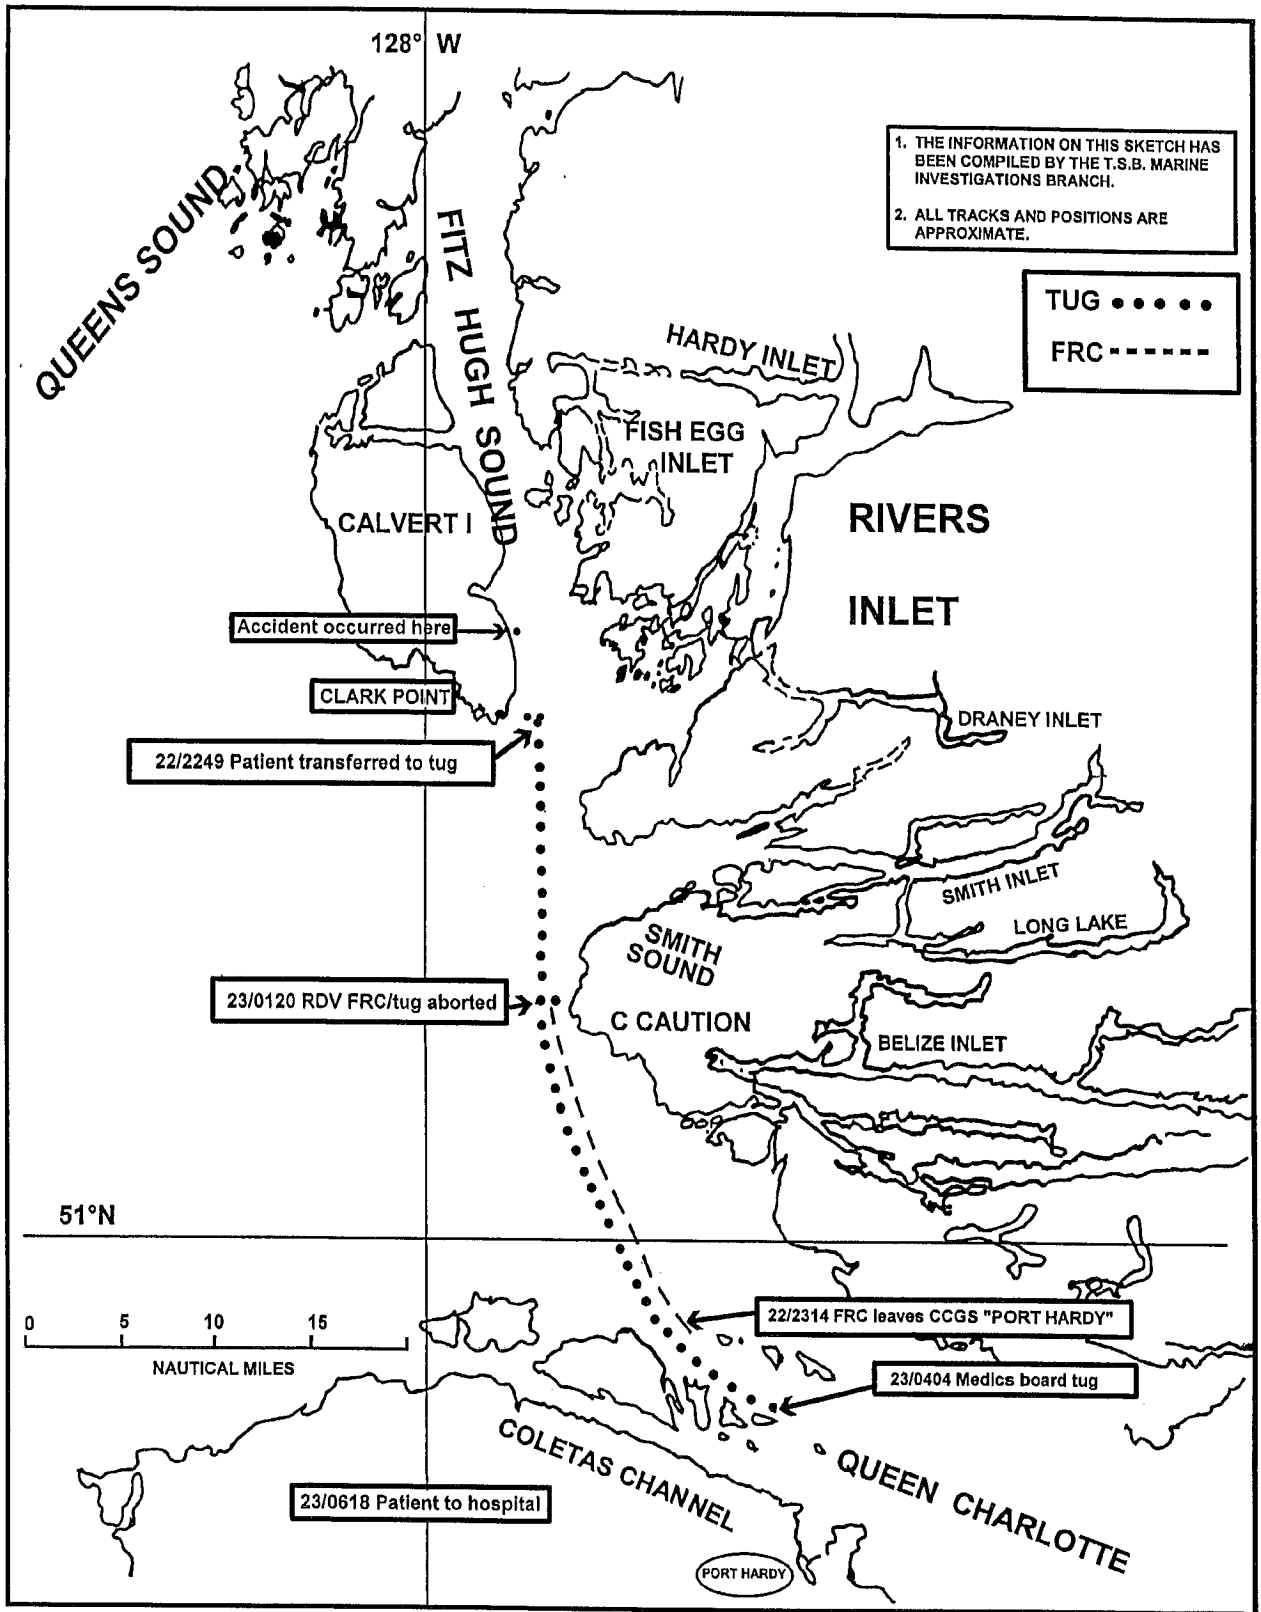 128° W
1. THE INFORMATION ON THIS SKETCH HAS
BEEN COMPILED BY THE T.S.B. MARINE
INVESTIGATIONS BRANCH.
2. ALL TRACKS AND POSITIONS ARE
APPROXIMATE.
QUEENS SOUND
FITZ HUGH SOUND
TUG
FRC
HARDY INLET
FISH EGG
INLET
CALVERT I
RIVERS
INLET
Accident occurred here
CLARK POINT
DRANEY INLET
22/2249 Patient transferred to tug
SMITH INLET
LONG LAKE
SMITH
SOUND
23/0120 RDV FRC/tug aborted
C CAUTION
BELIZE INLET
51°N
22/2314 FRC leaves CCGS "PORT HARDY"
0 5 10 15
NAUTICAL MILES
23/0404 Medics board tug
COLETAS CHANNEL
QUEEN CHARLOTTE
23/0618 Patient to hospital
PORT HARDY